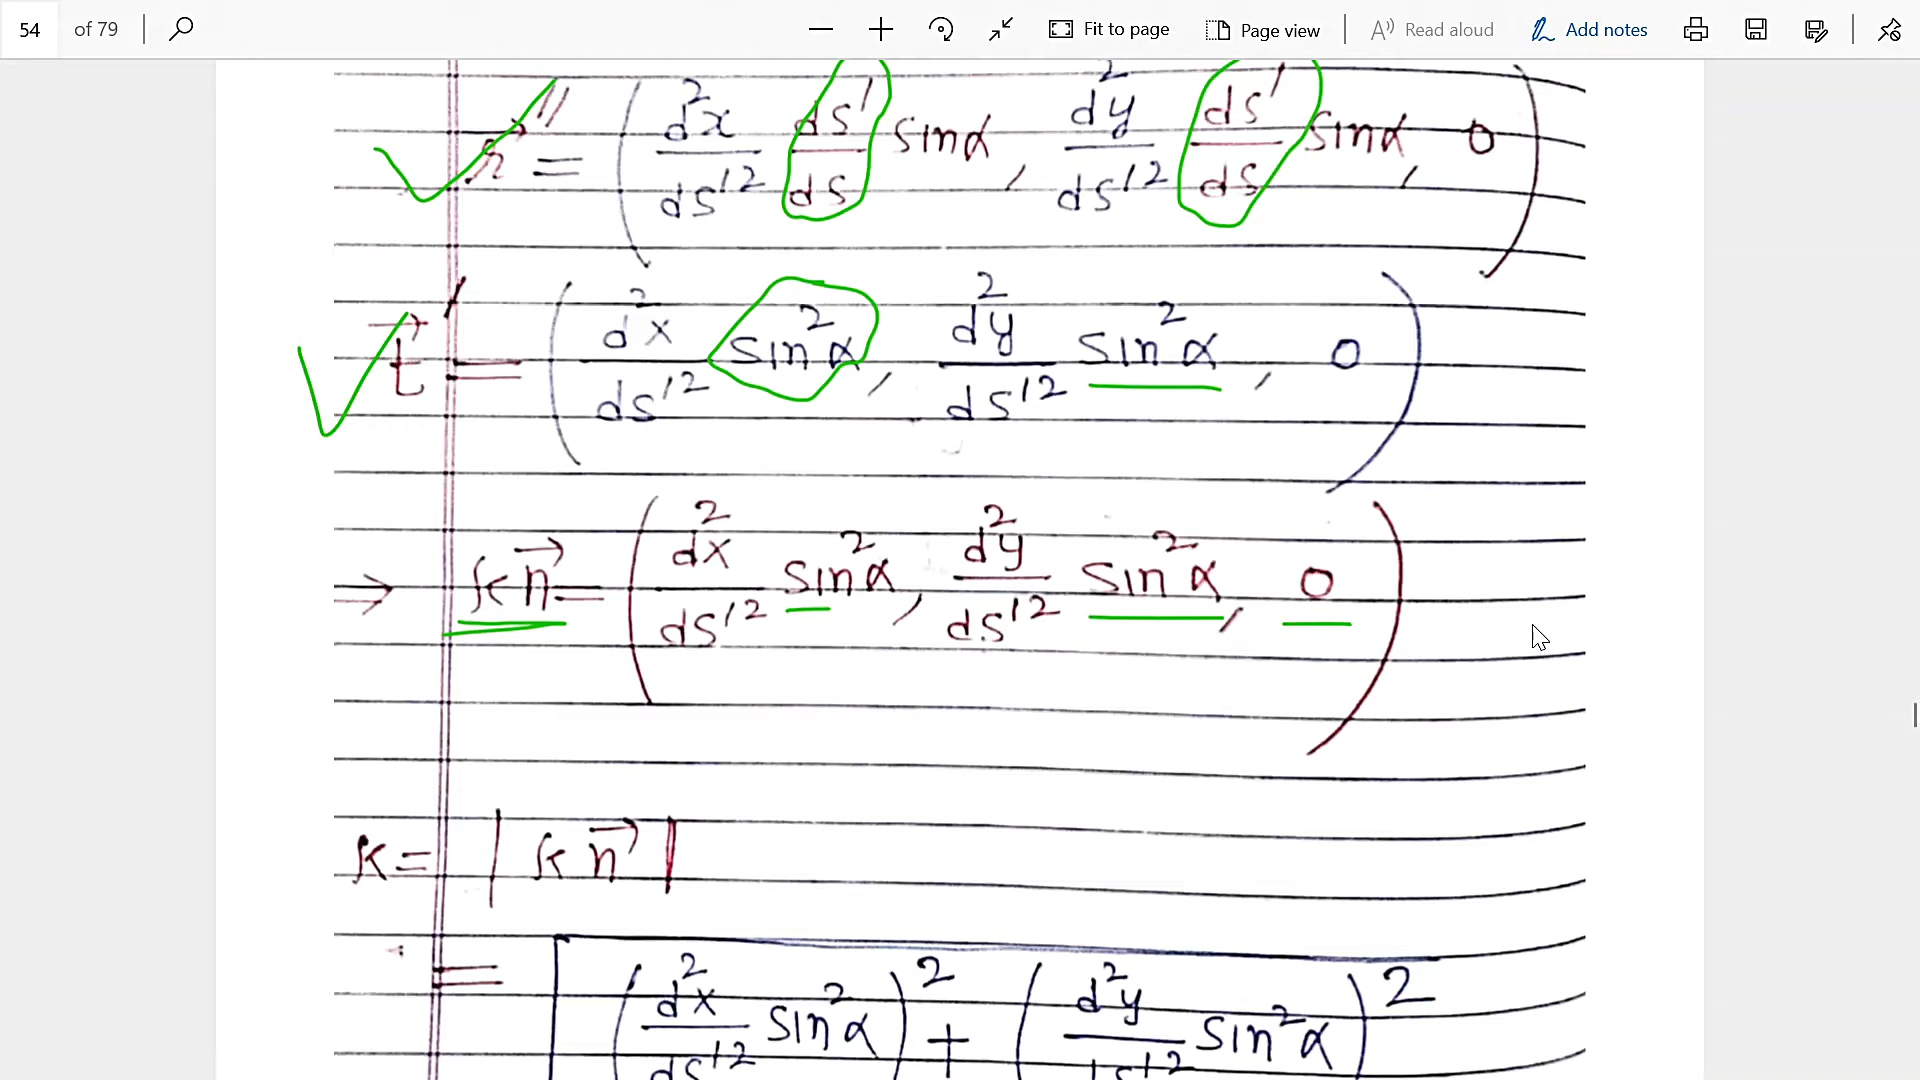 54 of 79 Fit to page Page view Read aloud Add notes
r⃗'' = ( d²x/ds'² ds'/ds sinα, d²y/ds'² ds'/ds sinα, 0 )
t⃗' = ( d²x/ds'² sin²α, d²y/ds'² sin²α, 0 )
⇒ k n⃗ = ( d²x/ds'² sin²α, d²y/ds'² sin²α, 0 )
k = | k n⃗ |
= √ ( d²x/ds'² sin²α )² + ( d²y/ds'² sin²α )²